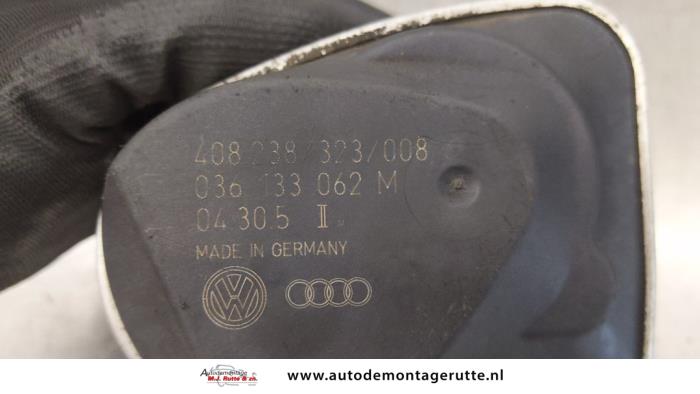 408 238/323/008
036 133 062 M
04 30.5 II
MADE IN GERMANY
Autodemontage
M.J. Rutte & zn.
www.autodemontagerutte.nl